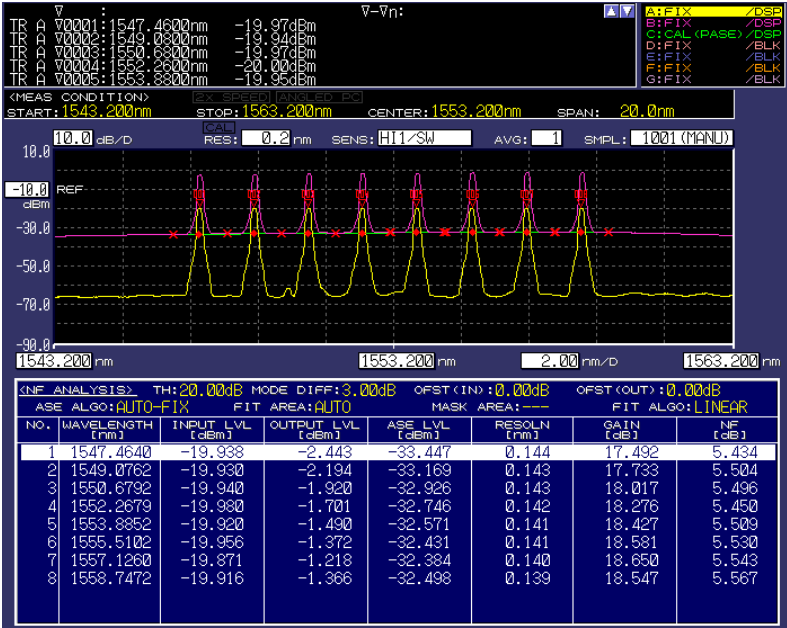 ∇ : ∇-∇n:
TR A ∇0001:1547.4600nm -19.97dBm
TR A ∇0002:1549.0800nm -19.94dBm
TR A ∇0003:1550.6800nm -19.97dBm
TR A ∇0004:1552.2600nm -20.00dBm
TR A ∇0005:1553.8800nm -19.95dBm
A:FIX /DSP
B:FIX /DSP
C:CAL(PASE)/DSP
D:FIX /BLK
E:FIX /BLK
F:FIX /BLK
G:FIX /BLK
<MEAS CONDITION> 2X SPEED ANGLED PC
START:1543.200nm STOP:1563.200nm CENTER:1553.200nm SPAN: 20.0nm
CAL
10.0 dB/D RES: 0.2 nm SENS: HI1/SW AVG: 1 SMPL: 1001(MANU)
10.0
-10.0 REF
dBm
-30.0
-50.0
-70.0
-90.0
1543.200 nm 1553.200 nm 2.00 nm/D 1563.200 nm
<NF ANALYSIS> TH:20.00dB MODE DIFF:3.00dB OFST(IN):0.00dB OFST(OUT):0.00dB
ASE ALGO:AUTO-FIX FIT AREA:AUTO MASK AREA:--- FIT ALGO:LINEAR
NO. WAVELENGTH INPUT LVL OUTPUT LVL ASE LVL RESOLN GAIN NF
[nm] [dBm] [dBm] [dBm] [nm] [dB] [dB]
1 1547.4640 -19.938 -2.443 -33.447 0.144 17.492 5.434
2 1549.0762 -19.930 -2.194 -33.169 0.143 17.733 5.504
3 1550.6792 -19.940 -1.920 -32.926 0.143 18.017 5.496
4 1552.2679 -19.980 -1.701 -32.746 0.142 18.276 5.450
5 1553.8852 -19.920 -1.490 -32.571 0.141 18.427 5.509
6 1555.5102 -19.956 -1.372 -32.431 0.141 18.581 5.530
7 1557.1260 -19.871 -1.218 -32.384 0.140 18.650 5.543
8 1558.7472 -19.916 -1.366 -32.498 0.139 18.547 5.567